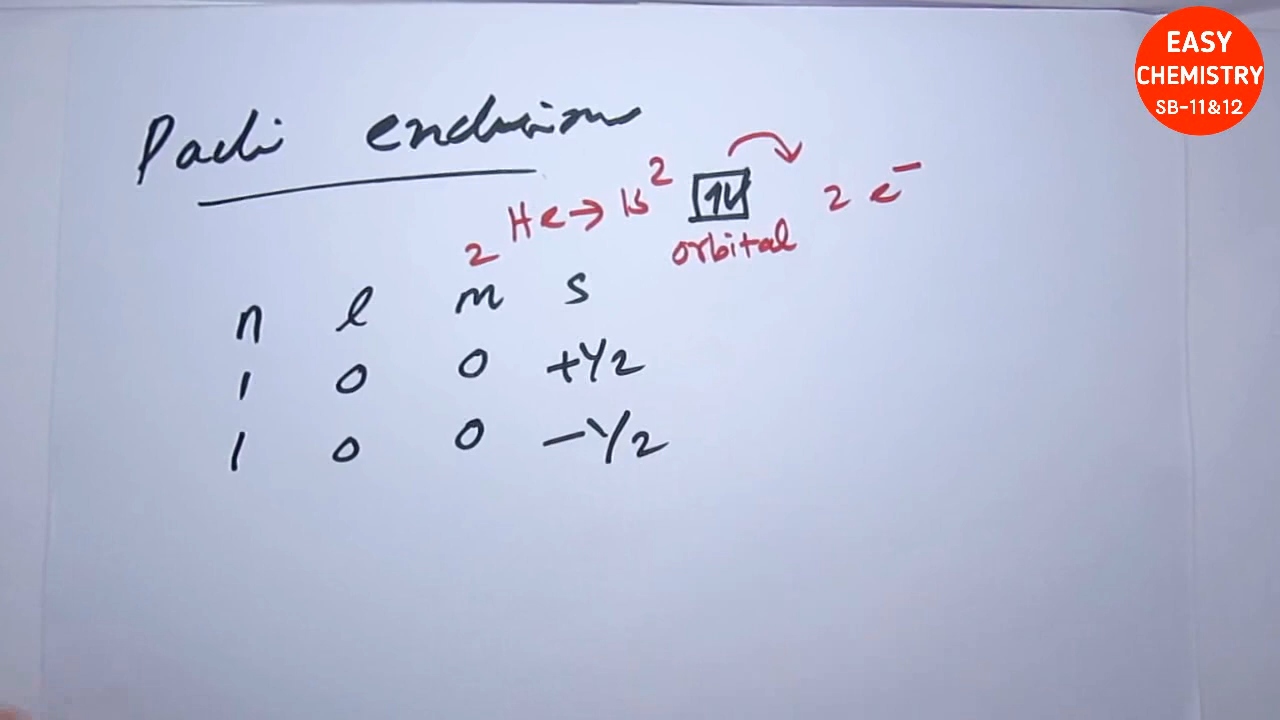 EASY
CHEMISTRY
SB-11&12
Pauli exclusion
₂He → 1s² ↑↓ 2 e⁻
orbital
n l m s
1 0 0 +1/2
1 0 0 -1/2